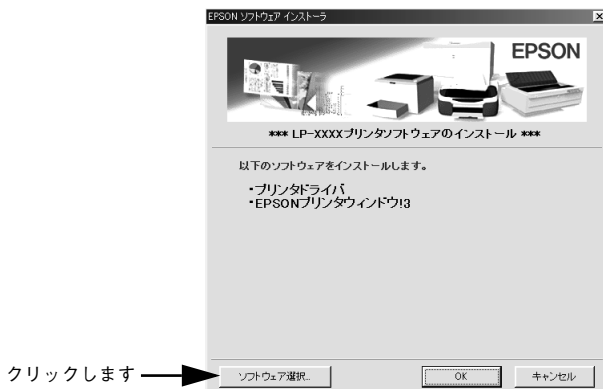 EPSON ソフトウェア インストーラ
EPSON
*** LP-XXXXプリンタソフトウェアのインストール ***
以下のソフトウェアをインストールします。
・プリンタドライバ
・EPSONプリンタウィンドウ!3
クリックします
ソフトウェア選択...
OK
キャンセル